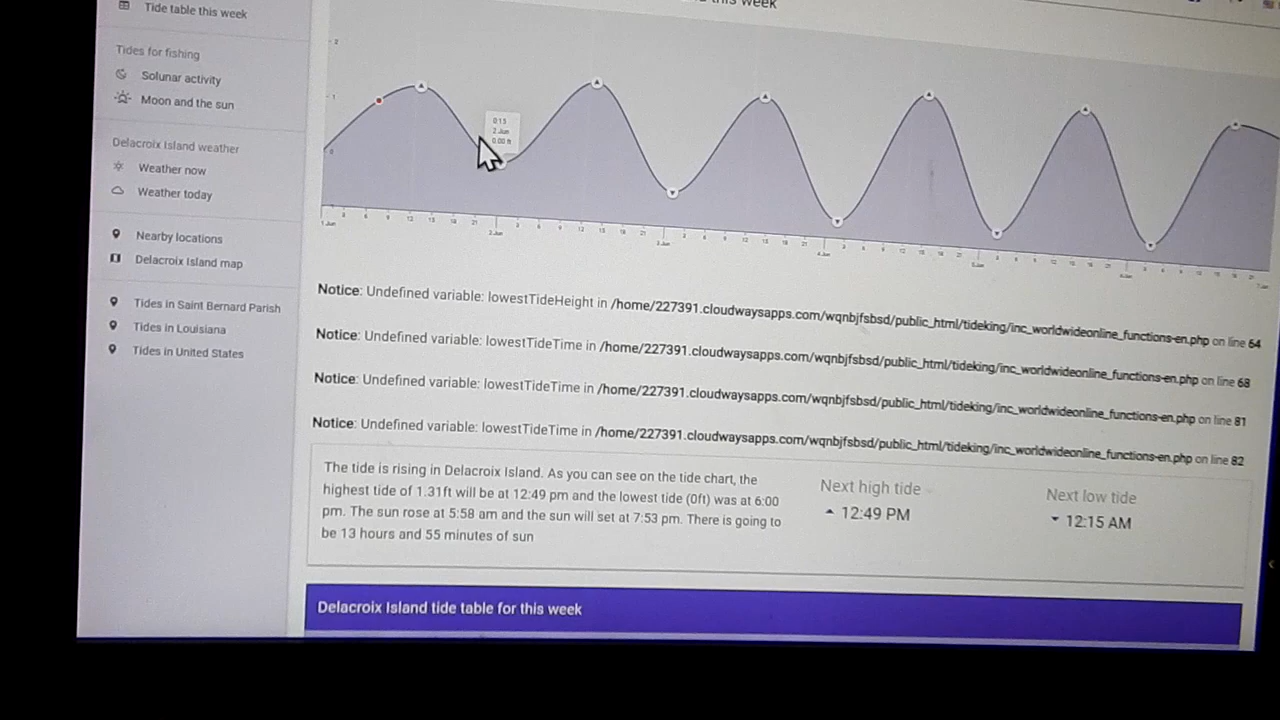 Tide table this week
this week
Tides for fishing
Solunar activity
Moon and the sun
Delacroix Island weather
Weather now
Weather today
Nearby locations
Delacroix Island map
Tides in Saint Bernard Parish
Tides in Louisiana
Tides in United States
2
1
0
2 Jun
0.00 ft
Notice: Undefined variable: lowestTideHeight in /home/227391.cloudwaysapps.com/wqnbjfsbsd/public_html/tideking/inc_worldwideonline_functions-en.php on line 64
Notice: Undefined variable: lowestTideTime in /home/227391.cloudwaysapps.com/wqnbjfsbsd/public_html/tideking/inc_worldwideonline_functions-en.php on line 68
Notice: Undefined variable: lowestTideTime in /home/227391.cloudwaysapps.com/wqnbjfsbsd/public_html/tideking/inc_worldwideonline_functions-en.php on line 81
Notice: Undefined variable: lowestTideTime in /home/227391.cloudwaysapps.com/wqnbjfsbsd/public_html/tideking/inc_worldwideonline_functions-en.php on line 82
The tide is rising in Delacroix Island. As you can see on the tide chart, the
highest tide of 1.31ft will be at 12:49 pm and the lowest tide (0ft) was at 6:00
pm. The sun rose at 5:58 am and the sun will set at 7:53 pm. There is going to
be 13 hours and 55 minutes of sun
Next high tide
12:49 PM
Next low tide
12:15 AM
Delacroix Island tide table for this week